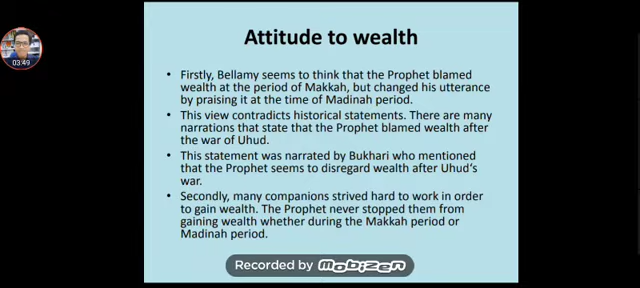 Attitude to wealth
03:49
• Firstly, Bellamy seems to think that the Prophet blamed
wealth at the period of Makkah, but changed his utterance
by praising it at the time of Madinah period.
• This view contradicts historical statements. There are many
narrations that state that the Prophet blamed wealth after
the war of Uhud.
• This statement was narrated by Bukhari who mentioned
that the Prophet seems to disregard wealth after Uhud's
war.
• Secondly, many companions strived hard to work in order
to gain wealth. The Prophet never stopped them from
gaining wealth whether during the Makkah period or
Madinah period.
Recorded by mobizen